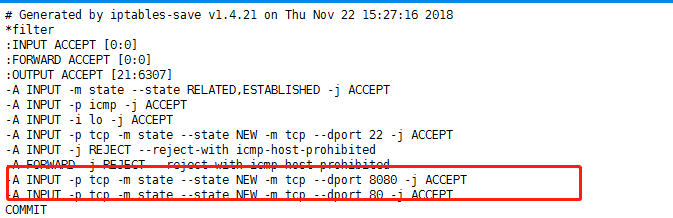 # Generated by iptables-save v1.4.21 on Thu Nov 22 15:27:16 2018
*filter
:INPUT ACCEPT [0:0]
:FORWARD ACCEPT [0:0]
:OUTPUT ACCEPT [21:6307]
-A INPUT -m state --state RELATED,ESTABLISHED -j ACCEPT
-A INPUT -p icmp -j ACCEPT
-A INPUT -i lo -j ACCEPT
-A INPUT -p tcp -m state --state NEW -m tcp --dport 22 -j ACCEPT
-A INPUT -j REJECT --reject-with icmp-host-prohibited
-A FORWARD -j REJECT --reject-with icmp-host-prohibited
-A INPUT -p tcp -m state --state NEW -m tcp --dport 8080 -j ACCEPT
-A INPUT -p tcp -m state --state NEW -m tcp --dport 80 -j ACCEPT
COMMIT